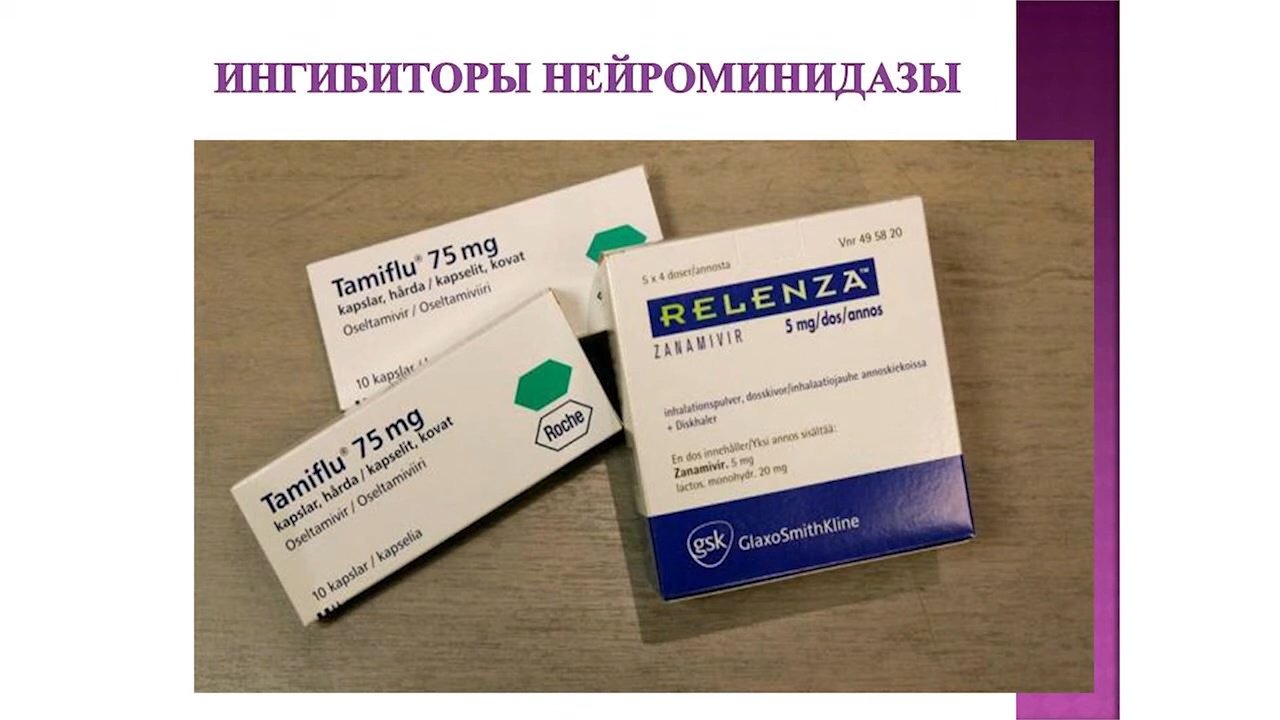 ИНГИБИТОРЫ НЕЙРОМИНИДАЗЫ
Tamiflu® 75 mg
kapslar, hårda / kapselit, kovat
Oseltamivir / Oseltamiviiri
10 kapslar /
Tamiflu® 75 mg
kapslar, hårda / kapselit, kovat
Oseltamivir / Oseltamiviiri
10 kapslar / kapselia
Roche
Vnr 49 58 20
5 x 4 doser/annosta
RELENZA™
ZANAMIVIR
5 mg/dos/annos
inhalationspulver, dosskivor/inhalaatiojauhe annoskiekoissa
+ Diskhaler
En dos innehåller/Yksi annos sisältää:
Zanamivir. 5 mg
lactos. monohydr. 20 mg
gsk GlaxoSmithKline